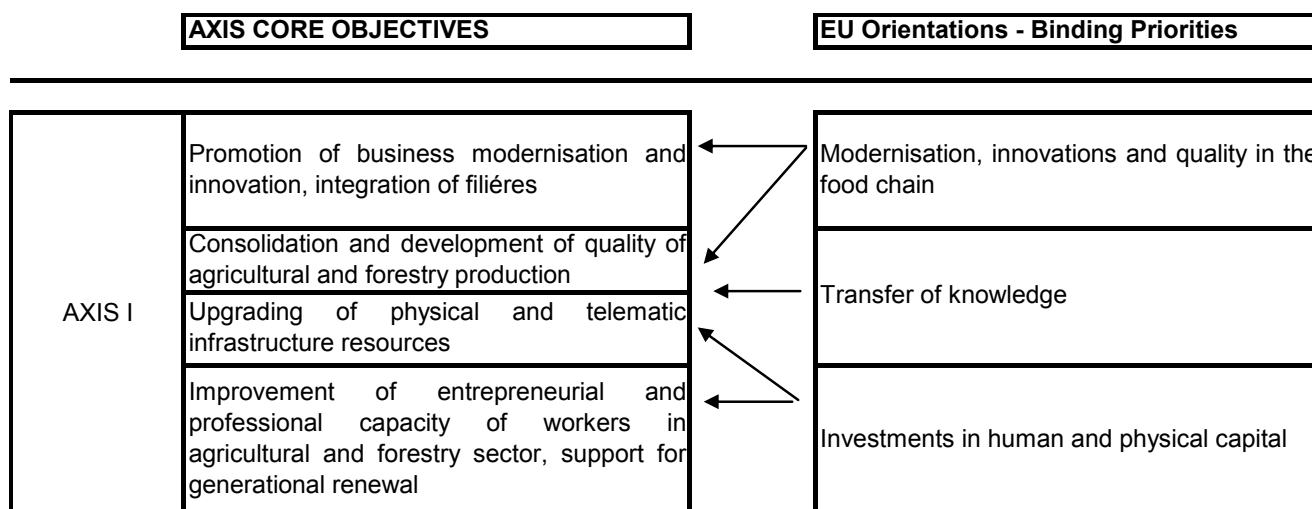 AXIS CORE OBJECTIVES
EU Orientations - Binding Priorities
AXIS I
Promotion of business modernisation and
innovation, integration of filiéres
Modernisation, innovations and quality in the
food chain
Consolidation and development of quality of
agricultural and forestry production
Upgrading of physical and telematic
infrastructure resources
Transfer of knowledge
Improvement of entrepreneurial and
professional capacity of workers in
agricultural and forestry sector, support for
generational renewal
Investments in human and physical capital